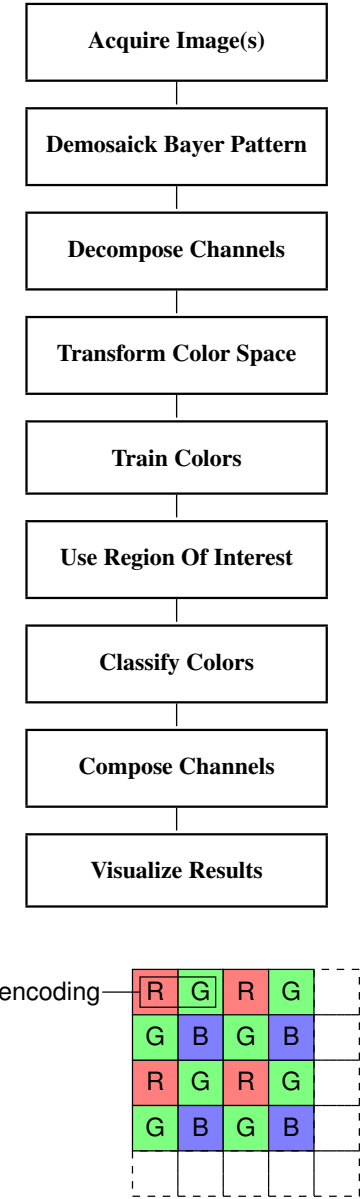 Acquire Image(s)
Demosaick Bayer Pattern
Decompose Channels
Transform Color Space
Train Colors
Use Region Of Interest
Classify Colors
Compose Channels
Visualize Results
encoding R G R G
G B G B
R G R G
G B G B